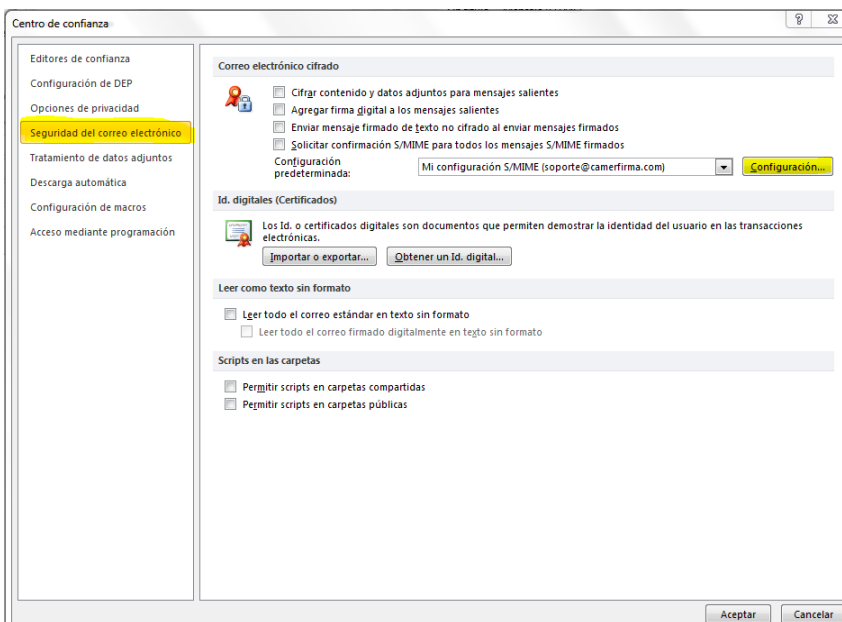 Centro de confianza
Editores de confianza
Configuración de DEP
Opciones de privacidad
Seguridad del correo electrónico
Tratamiento de datos adjuntos
Descarga automática
Configuración de macros
Acceso mediante programación
Correo electrónico cifrado
Cifrar contenido y datos adjuntos para mensajes salientes
Agregar firma digital a los mensajes salientes
Enviar mensaje firmado de texto no cifrado al enviar mensajes firmados
Solicitar confirmación S/MIME para todos los mensajes S/MIME firmados
Configuración
predeterminada:
Mi configuración S/MIME (soporte@camerfirma.com)
Configuración...
Id. digitales (Certificados)
Los Id. o certificados digitales son documentos que permiten demostrar la identidad del usuario en las transacciones
electrónicas.
Importar o exportar...
Obtener un Id. digital...
Leer como texto sin formato
Leer todo el correo estándar en texto sin formato
Leer todo el correo firmado digitalmente en texto sin formato
Scripts en las carpetas
Permitir scripts en carpetas compartidas
Permitir scripts en carpetas públicas
Aceptar
Cancelar